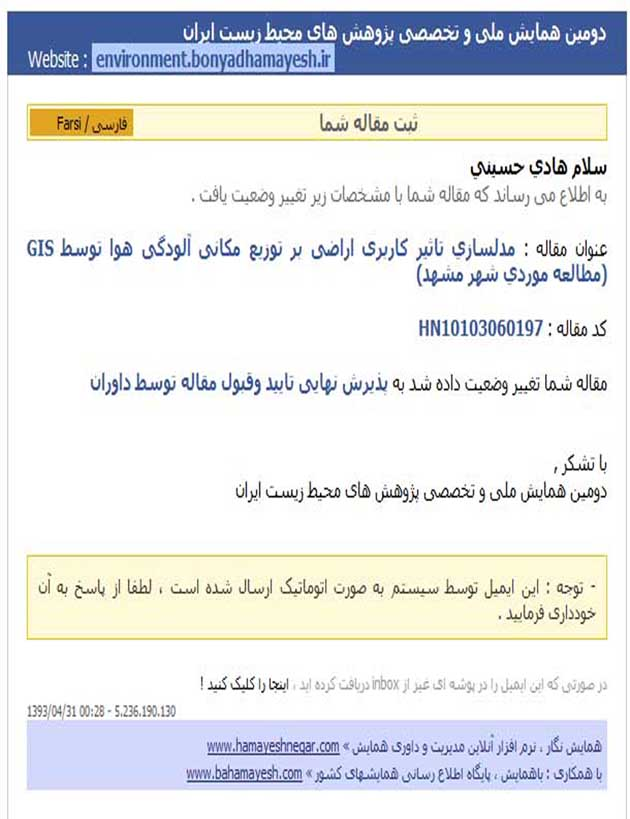 دومین همایش ملی و تخصصی پژوهش های محیط زیست ایران
Website : environment.bonyadhamayesh.ir
ثبت مقاله شما
فارسی / Farsi
سلام هادي حسيني
به اطلاع می رساند که مقاله شما با مشخصات زیر تغییر وضعیت یافت .
عنوان مقاله : مدلسازي تاثیر کاربری اراضی بر توزیع مکانی آلودگی هوا توسط GIS
(مطالعه موردي شهر مشهد)
کد مقاله : HN10103060197
مقاله شما تغییر وضعیت داده شد به پذیرش نهایی تایید وقبول مقاله توسط داوران
با تشکر ,
دومین همایش ملی و تخصصی پژوهش های محیط زیست ایران
- توجه : این ایمیل توسط سیستم به صورت اتوماتیک ارسال شده است ، لطفا از پاسخ به آن
خودداری فرمایید .
در صورتی که این ایمیل را در پوشه ای غیر از inbox دریافت کرده اید ، اینجا را کلیک کنید !
1393/04/31 00:28 - 5.236.190.130
همایش نگار ، نرم افزار آنلاین مدیریت و داوری همایش » www.hamayeshnegar.com
با همکاری : باهمایش ، پایگاه اطلاع رسانی همایشهای کشور » www.bahamayesh.com